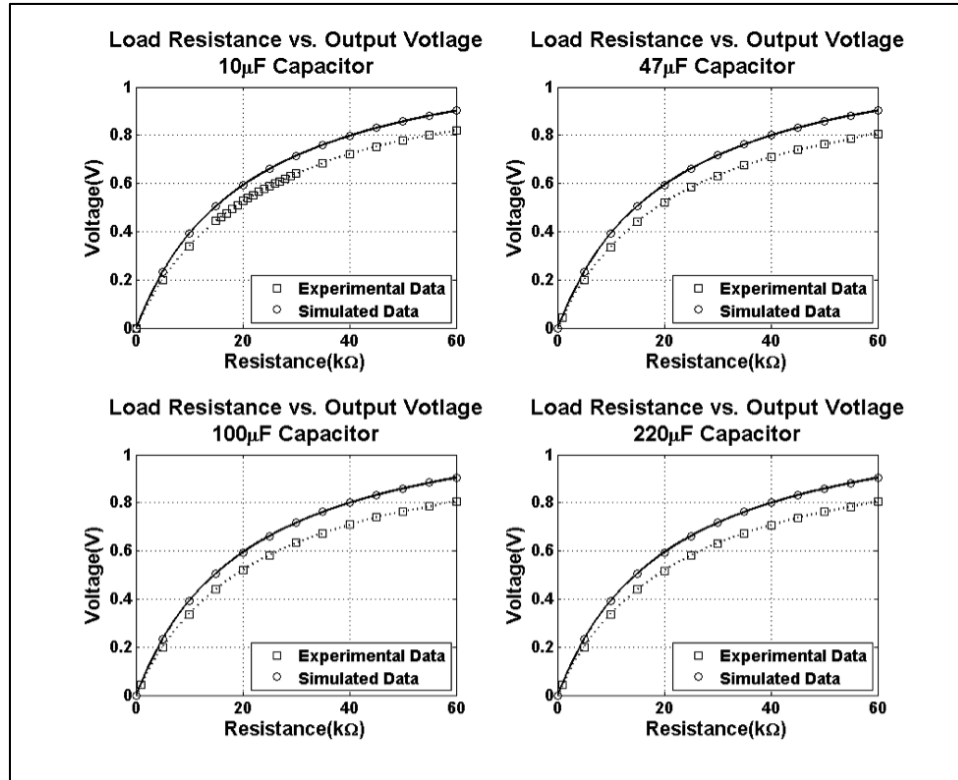 Load Resistance vs. Output Votlage
10μF Capacitor
1
0.8
0.6
0.4
0.2
0
Voltage(V)
Experimental Data
Simulated Data
0 20 40 60
Resistance(kΩ)
Load Resistance vs. Output Votlage
47μF Capacitor
1
0.8
0.6
0.4
0.2
0
Voltage(V)
Experimental Data
Simulated Data
0 20 40 60
Resistance(kΩ)
Load Resistance vs. Output Votlage
100μF Capacitor
1
0.8
0.6
0.4
0.2
0
Voltage(V)
Experimental Data
Simulated Data
0 20 40 60
Resistance(kΩ)
Load Resistance vs. Output Votlage
220μF Capacitor
1
0.8
0.6
0.4
0.2
0
Voltage(V)
Experimental Data
Simulated Data
0 20 40 60
Resistance(kΩ)